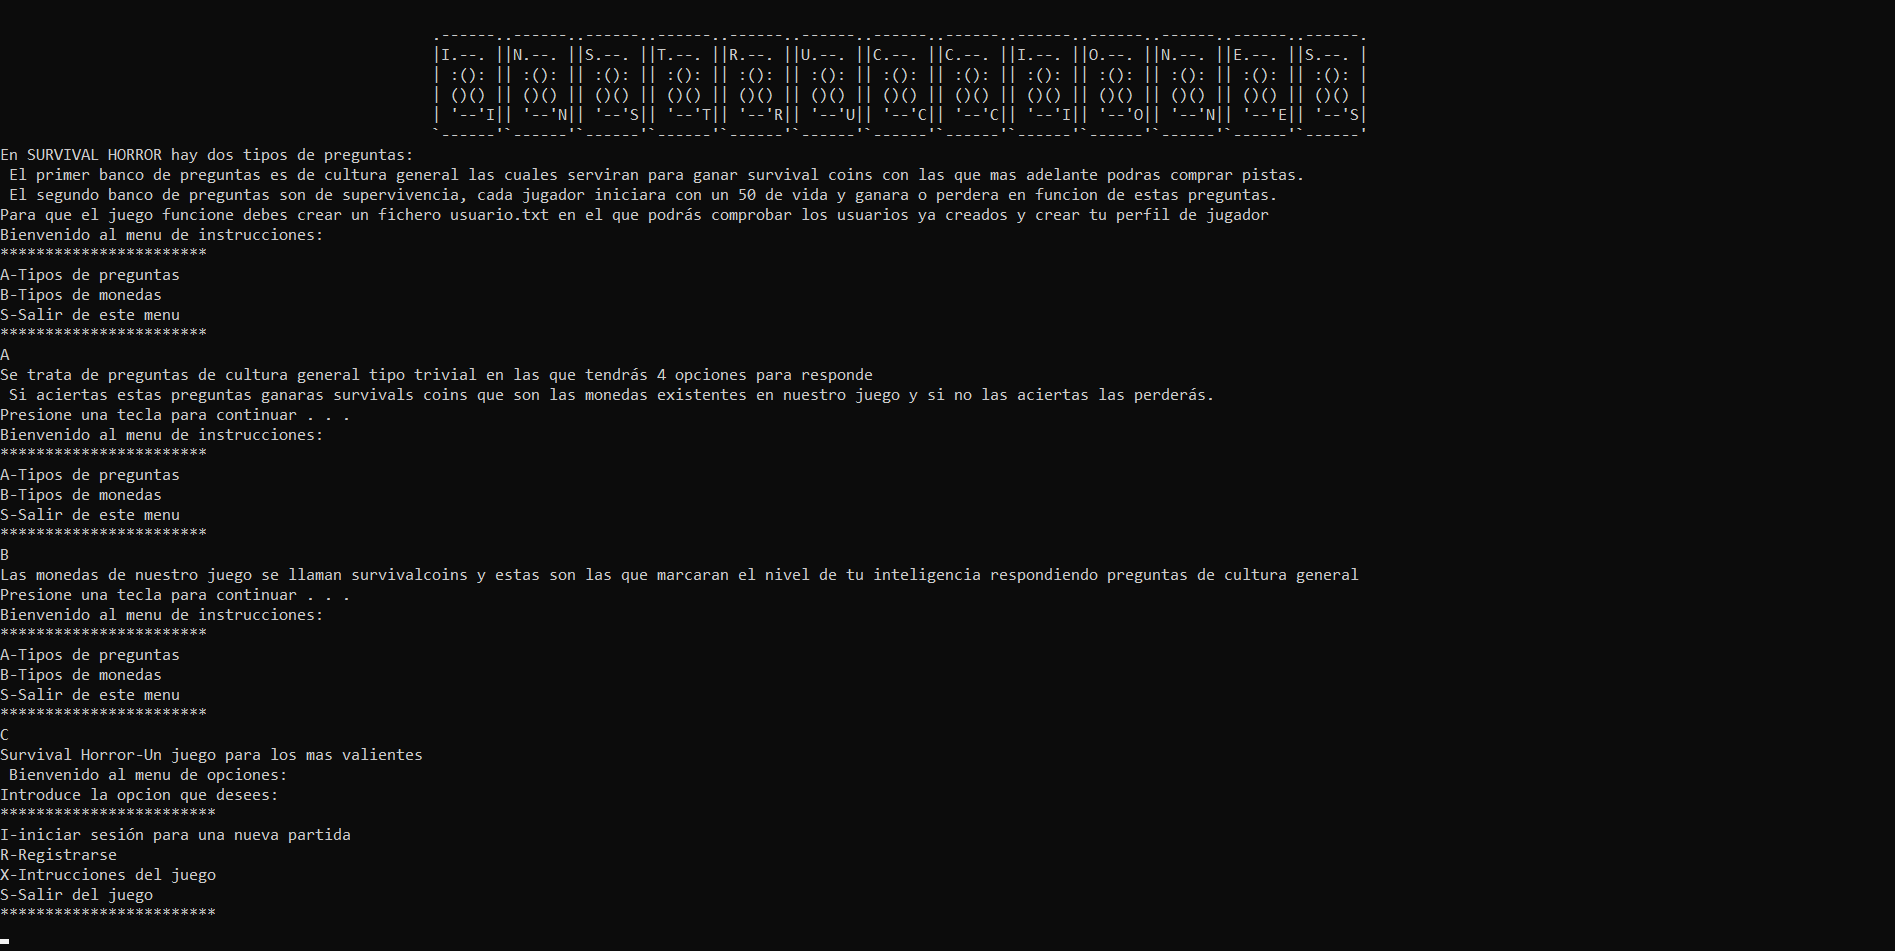 .------..------..------..------..------..------..------..------..------..------..------..------..------.
|I.--. ||N.--. ||S.--. ||T.--. ||R.--. ||U.--. ||C.--. ||C.--. ||I.--. ||O.--. ||N.--. ||E.--. ||S.--. |
| :(): || :(): || :(): || :(): || :(): || :(): || :(): || :(): || :(): || :(): || :(): || :(): || :(): |
| ()() || ()() || ()() || ()() || ()() || ()() || ()() || ()() || ()() || ()() || ()() || ()() || ()() |
| '--'I|| '--'N|| '--'S|| '--'T|| '--'R|| '--'U|| '--'C|| '--'C|| '--'I|| '--'O|| '--'N|| '--'E|| '--'S|
`------'`------'`------'`------'`------'`------'`------'`------'`------'`------'`------'`------'`------'
En SURVIVAL HORROR hay dos tipos de preguntas:
 El primer banco de preguntas es de cultura general las cuales serviran para ganar survival coins con las que mas adelante podras comprar pistas.
 El segundo banco de preguntas son de supervivencia, cada jugador iniciara con un 50 de vida y ganara o perdera en funcion de estas preguntas.
Para que el juego funcione debes crear un fichero usuario.txt en el que podrás comprobar los usuarios ya creados y crear tu perfil de jugador
Bienvenido al menu de instrucciones:
***********************
A-Tipos de preguntas
B-Tipos de monedas
S-Salir de este menu
***********************
A
Se trata de preguntas de cultura general tipo trivial en las que tendrás 4 opciones para responde
 Si aciertas estas preguntas ganaras survivals coins que son las monedas existentes en nuestro juego y si no las aciertas las perderás.
Presione una tecla para continuar . . .
Bienvenido al menu de instrucciones:
***********************
A-Tipos de preguntas
B-Tipos de monedas
S-Salir de este menu
***********************
B
Las monedas de nuestro juego se llaman survivalcoins y estas son las que marcaran el nivel de tu inteligencia respondiendo preguntas de cultura general
Presione una tecla para continuar . . .
Bienvenido al menu de instrucciones:
***********************
A-Tipos de preguntas
B-Tipos de monedas
S-Salir de este menu
***********************
C
Survival Horror-Un juego para los mas valientes
 Bienvenido al menu de opciones:
Introduce la opcion que desees:
************************
I-iniciar sesión para una nueva partida
R-Registrarse
X-Intrucciones del juego
S-Salir del juego
************************